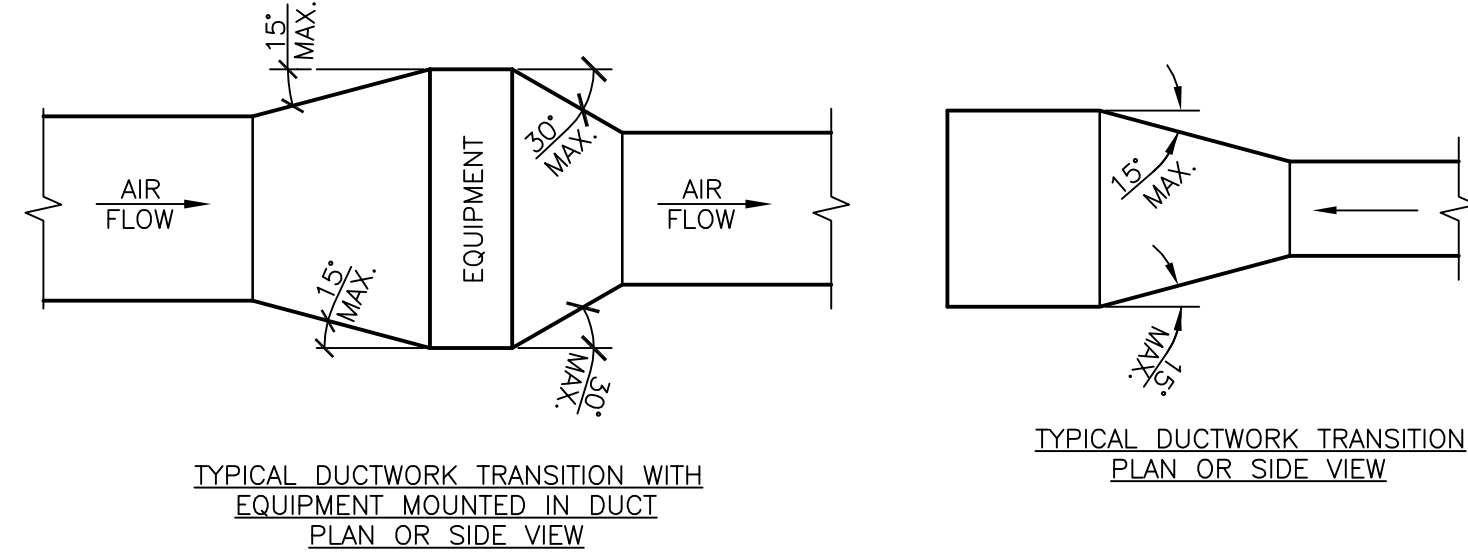 15°
MAX.
30°
MAX.
AIR
FLOW
EQUIPMENT
AIR
FLOW
15°
MAX.
30°
MAX.
TYPICAL DUCTWORK TRANSITION WITH
EQUIPMENT MOUNTED IN DUCT
PLAN OR SIDE VIEW
15°
MAX.
15°
MAX.
TYPICAL DUCTWORK TRANSITION
PLAN OR SIDE VIEW